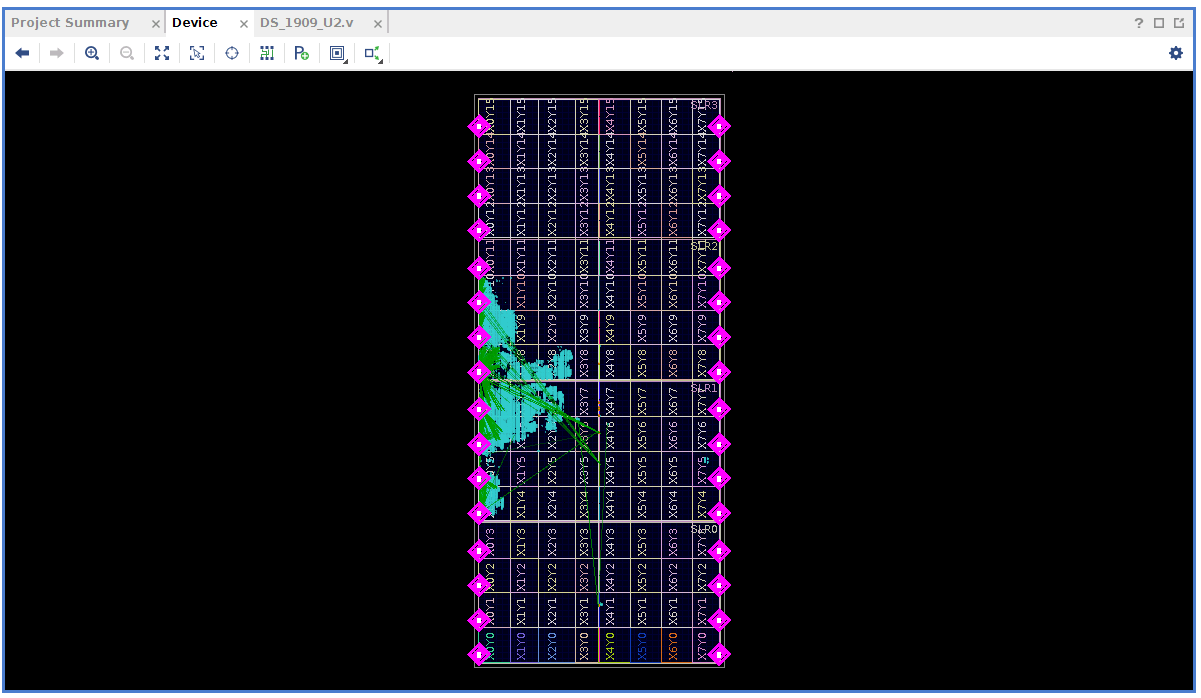 Project Summary × Device × DS_1909_U2.v ×
?
SLR3
X0Y15 X1Y15 X2Y15 X3Y15 X4Y15 X5Y15 X6Y15 X7Y15
X0Y14 X1Y14 X2Y14 X3Y14 X4Y14 X5Y14 X6Y14 X7Y14
X0Y13 X1Y13 X2Y13 X3Y13 X4Y13 X5Y13 X6Y13 X7Y13
X0Y12 X1Y12 X2Y12 X3Y12 X4Y12 X5Y12 X6Y12 X7Y12
SLR2
X0Y11 X1Y11 X2Y11 X3Y11 X4Y11 X5Y11 X6Y11 X7Y11
X1Y10 X2Y10 X3Y10 X4Y10 X5Y10 X6Y10 X7Y10
X1Y9 X2Y9 X3Y9 X4Y9 X5Y9 X6Y9 X7Y9
X3Y8 X4Y8 X5Y8 X6Y8 X7Y8
SLR1
X3Y7 X4Y7 X5Y7 X6Y7 X7Y7
X2Y6 X4Y6 X5Y6 X6Y6 X7Y6
X0Y5 X1Y5 X2Y5 X3Y5 X4Y5 X5Y5 X6Y5 X7Y5
X1Y4 X2Y4 X3Y4 X4Y4 X5Y4 X6Y4 X7Y4
SLR0
X0Y3 X1Y3 X2Y3 X3Y3 X4Y3 X5Y3 X6Y3 X7Y3
X0Y2 X1Y2 X2Y2 X3Y2 X4Y2 X5Y2 X6Y2 X7Y2
X0Y1 X1Y1 X2Y1 X3Y1 X4Y1 X5Y1 X6Y1 X7Y1
X0Y0 X1Y0 X2Y0 X3Y0 X4Y0 X5Y0 X6Y0 X7Y0